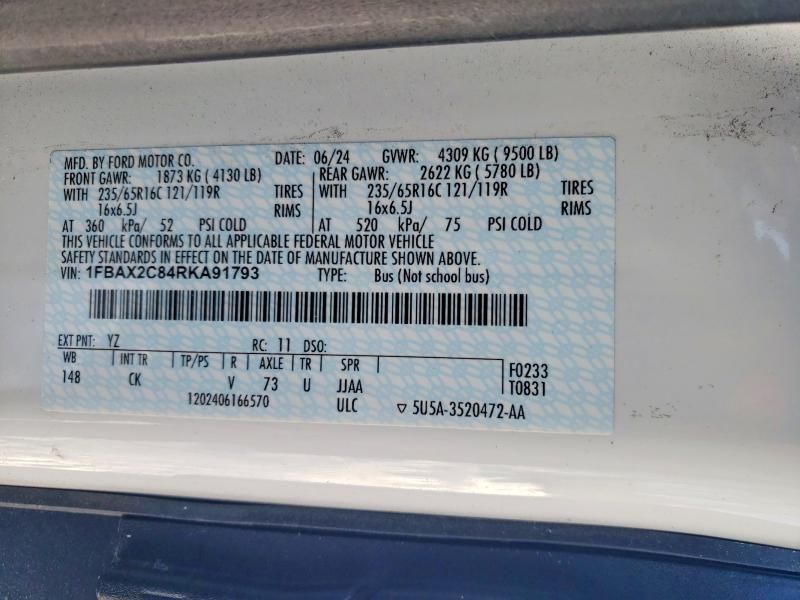 MFD. BY FORD MOTOR CO. DATE: 06/24 GVWR: 4309 KG ( 9500 LB)
FRONT GAWR: 1873 KG ( 4130 LB) REAR GAWR: 2622 KG ( 5780 LB)
WITH 235/65R16C 121/119R TIRES WITH 235/65R16C 121/119R TIRES
16x6.5J RIMS 16x6.5J RIMS
AT 360 kPa/ 52 PSI COLD AT 520 kPa/ 75 PSI COLD
THIS VEHICLE CONFORMS TO ALL APPLICABLE FEDERAL MOTOR VEHICLE
SAFETY STANDARDS IN EFFECT ON THE DATE OF MANUFACTURE SHOWN ABOVE.
VIN: 1FBAX2C84RKA91793 TYPE: Bus (Not school bus)
EXT PNT: YZ RC: 11 DSO:
WB INT TR TP/PS R AXLE TR SPR F0233
148 CK V 73 U JJAA T0831
1202406166570 ULC ▽ 5U5A-3520472-AA